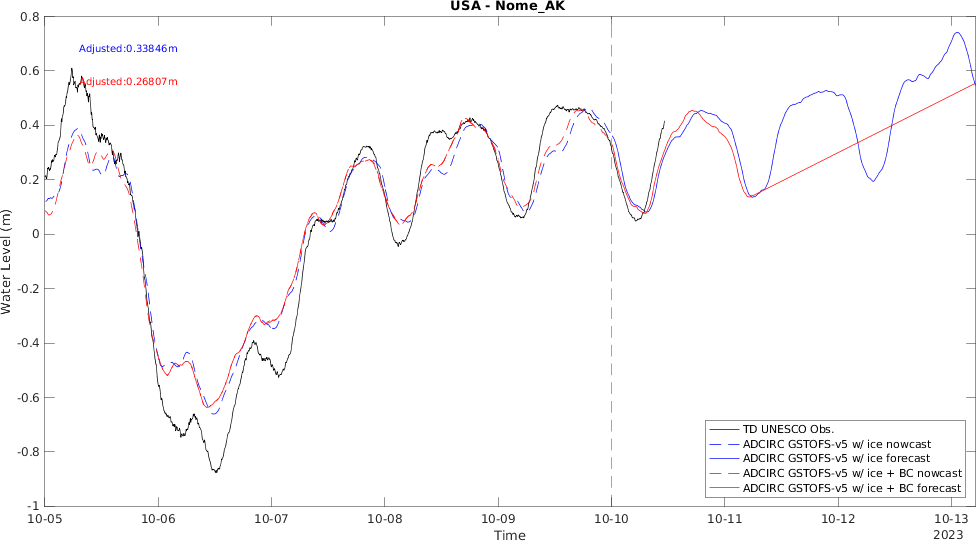 USA - Nome_AK
Adjusted:0.33846m
Adjusted:0.26807m
Water Level (m)
0.8
0.6
0.4
0.2
0
-0.2
-0.4
-0.6
-0.8
-1
TD UNESCO Obs.
ADCIRC GSTOFS-v5 w/ ice nowcast
ADCIRC GSTOFS-v5 w/ ice forecast
ADCIRC GSTOFS-v5 w/ ice + BC nowcast
ADCIRC GSTOFS-v5 w/ ice + BC forecast
10-05 10-06 10-07 10-08 10-09 10-10 10-11 10-12 10-13
2023
Time